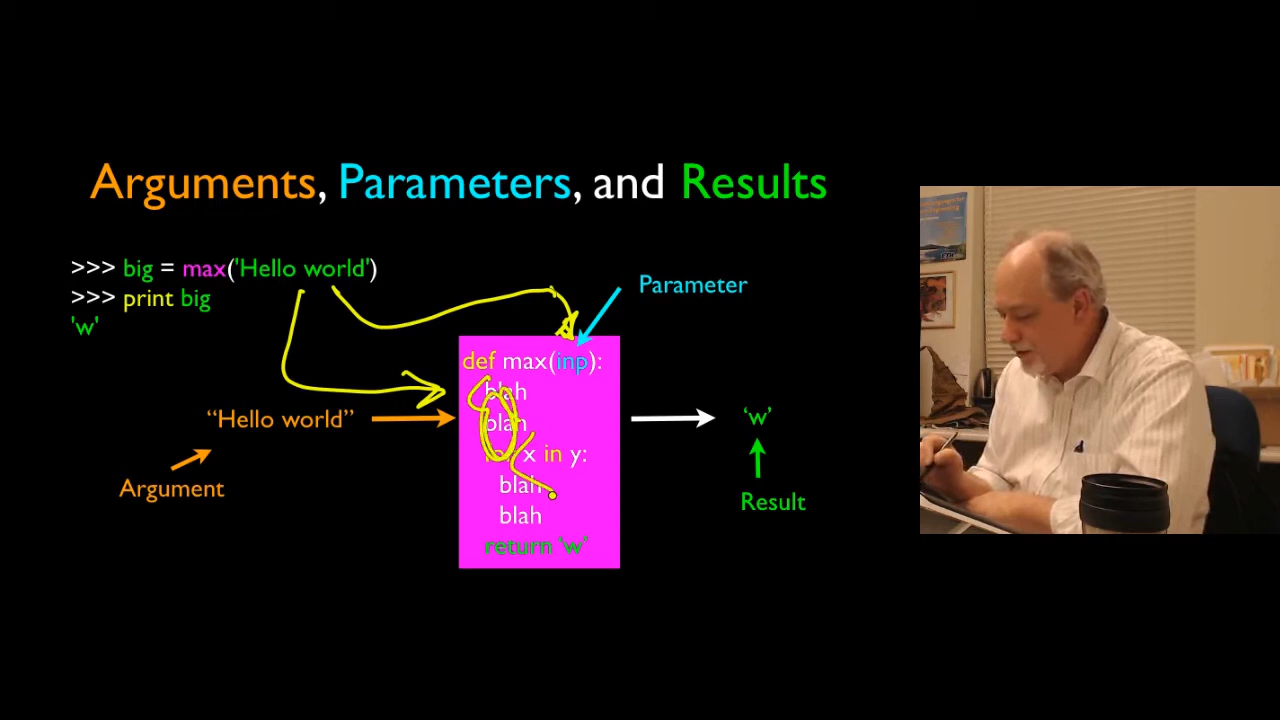 Arguments, Parameters, and Results
>>> big = max('Hello world')
>>> print big
'w'
Parameter
def max(inp):
blah
blah
for x in y:
blah
blah
return 'w'
“Hello world”
‘w’
Argument
Result